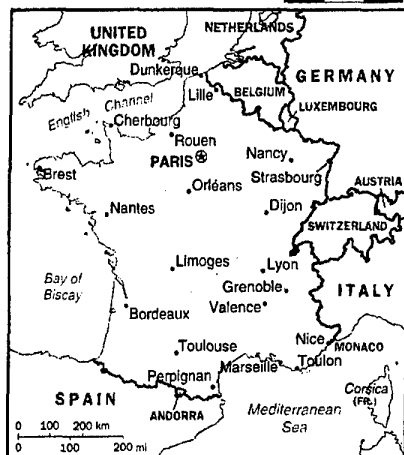 NETHERLANDS
UNITED
KINGDOM
Dunkerque
GERMANY
Lille
BELGIUM
LUXEMBOURG
English Channel
Cherbourg
Rouen
PARIS
Nancy
Strasbourg
Brest
Orléans
AUSTRIA
Nantes
Dijon
SWITZERLAND
Limoges
Lyon
Bay of
Biscay
Grenoble
ITALY
Valence
Bordeaux
Nice
MONACO
Toulouse
Marseille
Toulon
Perpignan
Corsica
(FR.)
SPAIN
ANDORRA
Mediterranean
Sea
0 100 200 km
0 100 200 mi